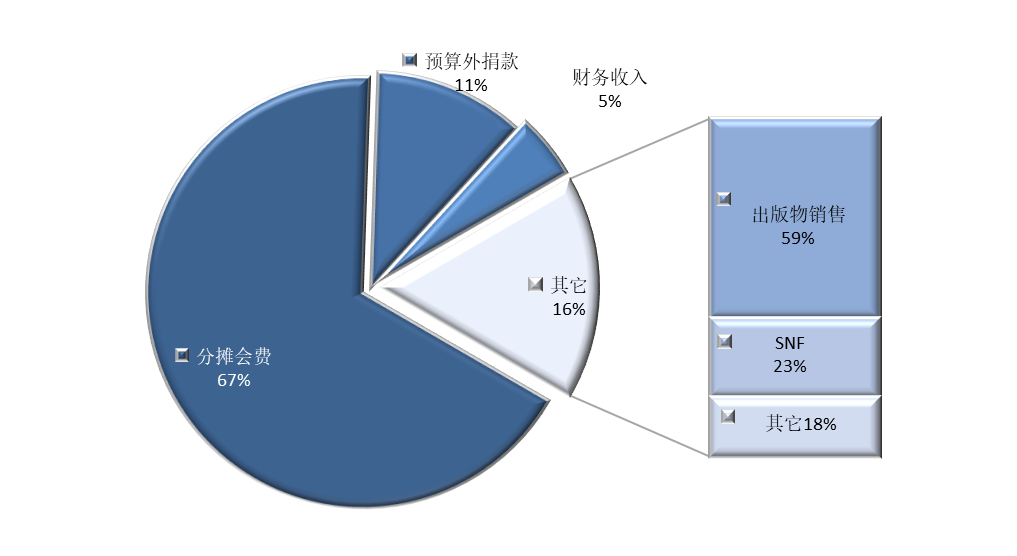 预算外捐款
11%
财务收入
5%
出版物销售
59%
其它
16%
SNF
23%
分摊会费
67%
其它18%